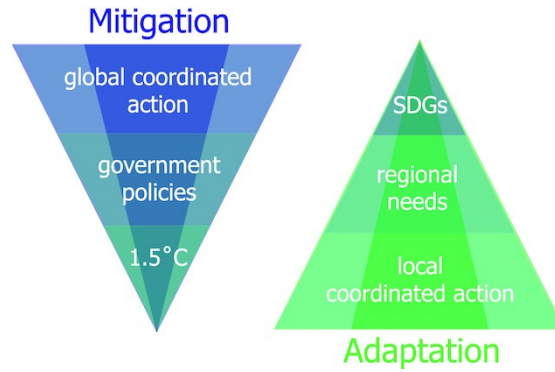 Mitigation
global coordinated
action
government
policies
1.5°C
SDGs
regional
needs
local
coordinated action
Adaptation